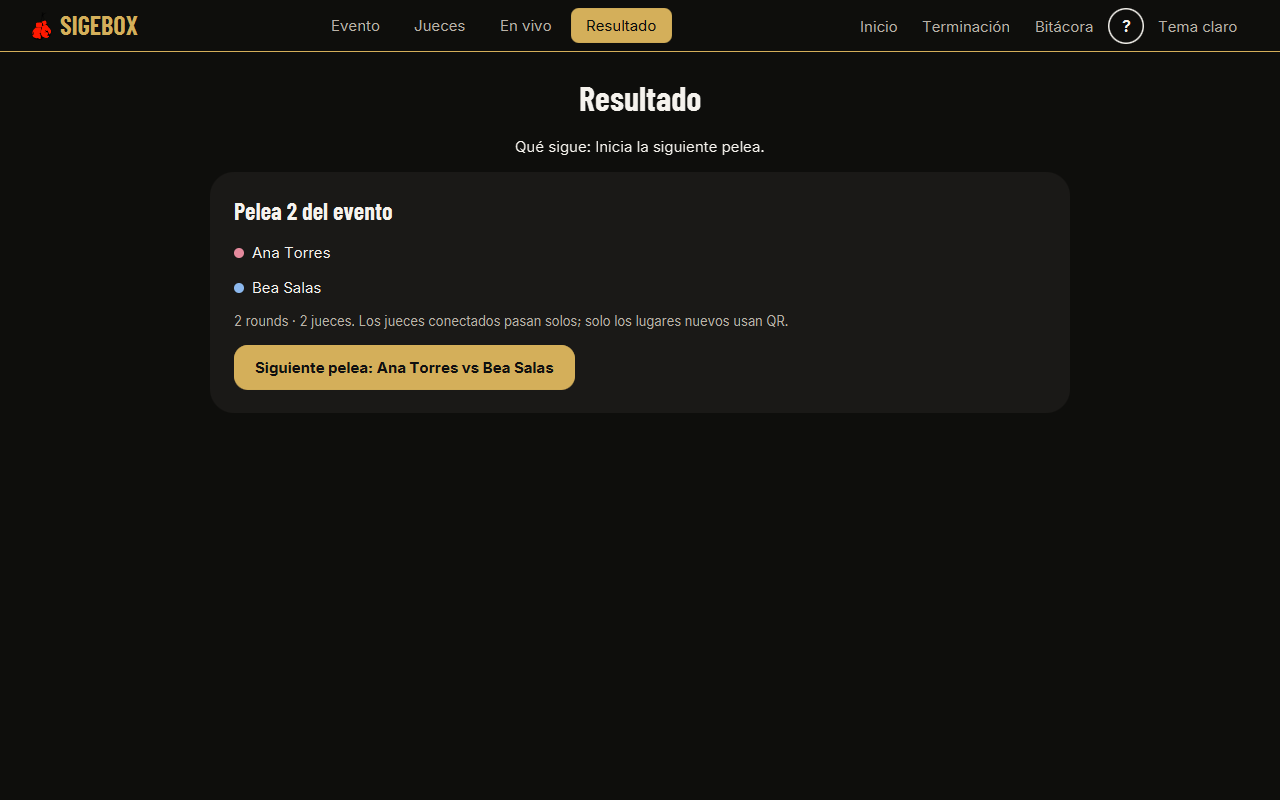 SIGEBOX
Evento
Jueces
En vivo
Resultado
Inicio
Terminación
Bitácora
?
Tema claro
Resultado
Qué sigue: Inicia la siguiente pelea.
Pelea 2 del evento
Ana Torres
Bea Salas
2 rounds · 2 jueces. Los jueces conectados pasan solos; solo los lugares nuevos usan QR.
Siguiente pelea: Ana Torres vs Bea Salas